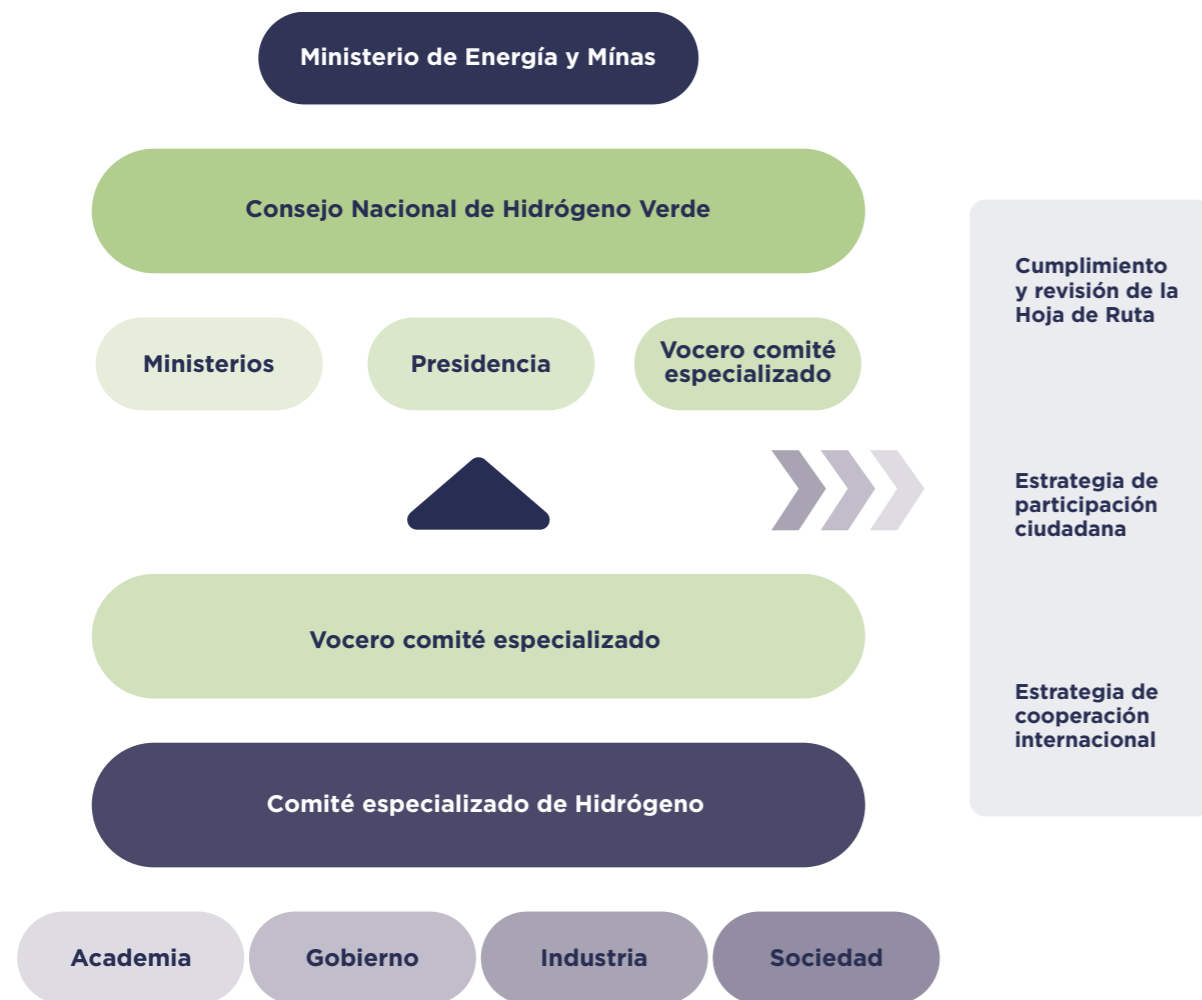 Ministerio de Energía y Mínas
Consejo Nacional de Hidrógeno Verde
Ministerios
Presidencia
Vocero comité
especializado
Vocero comité especializado
Comité especializado de Hidrógeno
Academia
Gobierno
Industria
Sociedad
Cumplimiento
y revisión de la
Hoja de Ruta
Estrategia de
participación
ciudadana
Estrategia de
cooperación
internacional